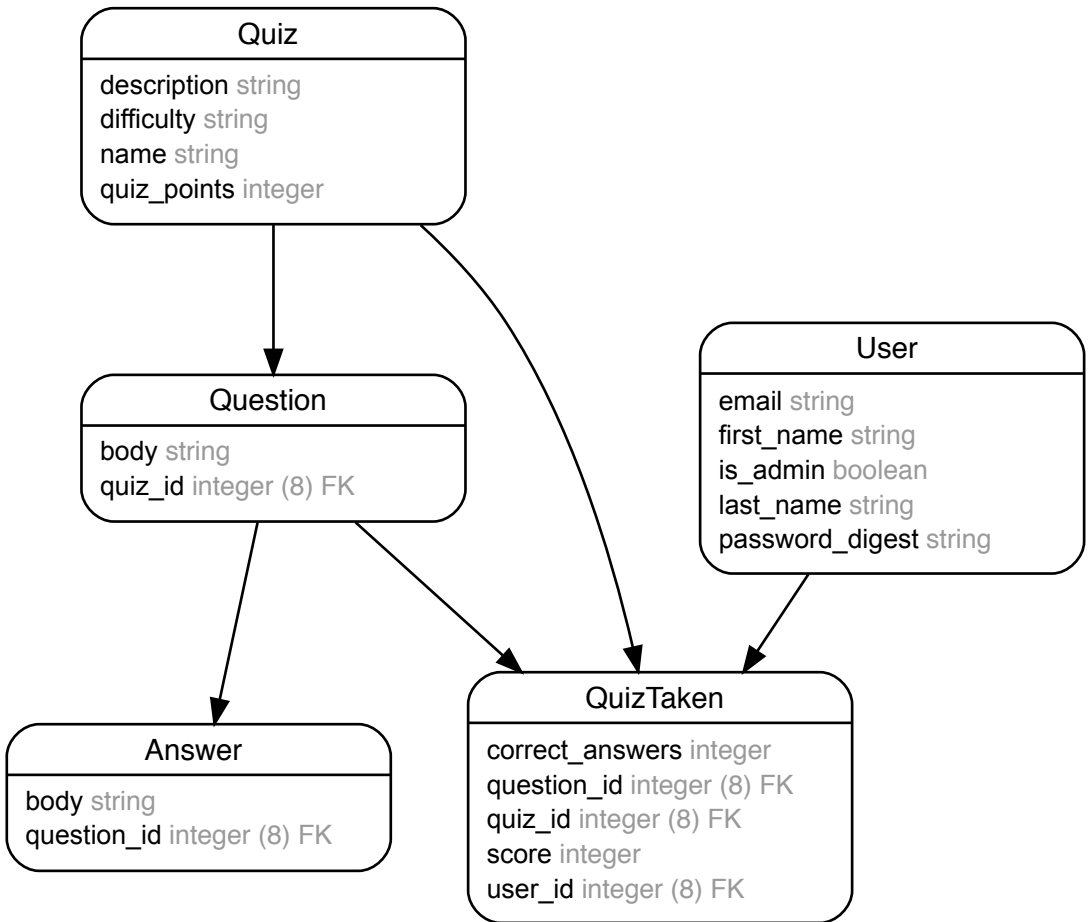 Quiz
description string
difficulty string
name string
quiz_points integer
Question
body string
quiz_id integer (8) FK
User
email string
first_name string
is_admin boolean
last_name string
password_digest string
Answer
body string
question_id integer (8) FK
QuizTaken
correct_answers integer
question_id integer (8) FK
quiz_id integer (8) FK
score integer
user_id integer (8) FK